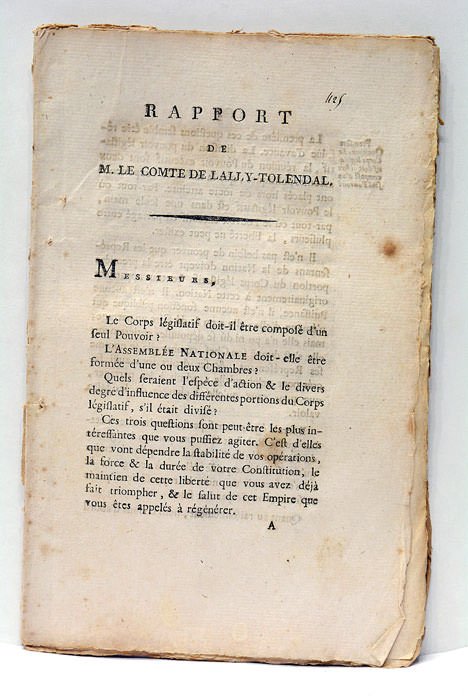 1125
RAPPORT
DE
M. LE COMTE DE LALLY-TOLENDAL.
MESSIEURS,
Le Corps législatif doit-il être composé d'un
seul Pouvoir ?
L'ASSEMBLÉE NATIONALE doit-elle être
formée d'une ou deux Chambres ?
Quels seraient l'espèce d'action & le divers
degré d'influence des différentes portions du Corps
législatif, s'il était divisé ?
Ces trois questions sont peut-être les plus in-
téressantes que vous pussiez agiter. C'est d'elles
que vont dépendre la stabilité de vos opérations,
la force & la durée de votre Constitution, le
maintien de cette liberté que vous avez déjà
fait triompher, & le salut de cet Empire que
vous êtes appelés à régénérer.
A